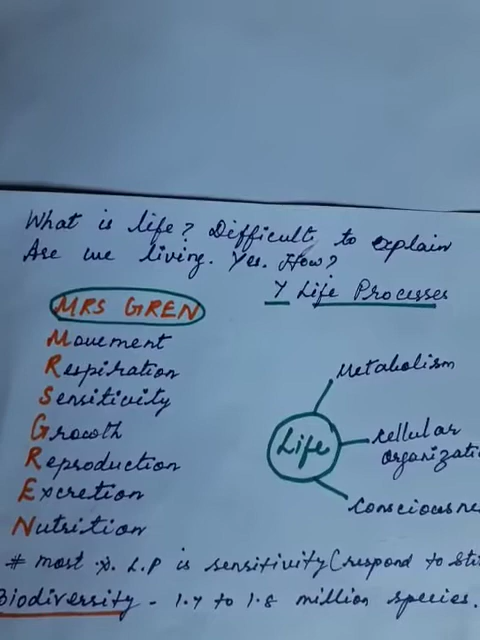 What is life? Difficult to explain
Are we living. Yes. How?
MRS GREN
7 Life Processes
Movement
Respiration
Sensitivity
Growth
Reproduction
Excretion
Nutrition
Metabolism
Life
Cellular
organizati
Consciousne
# most L.P is sensitivity (respond to sti
Biodiversity - 1.7 to 1.8 million species.